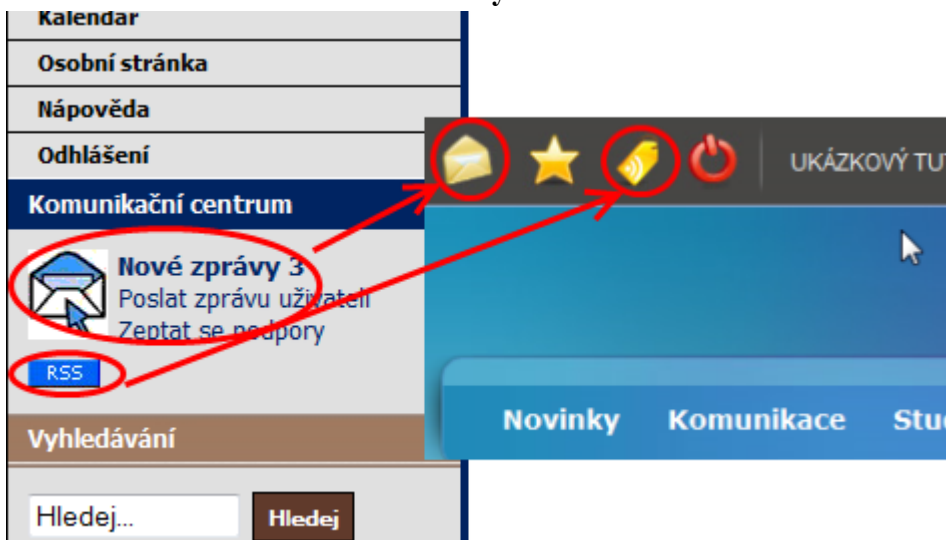 Kalendář
Osobní stránka
Nápověda
Odhlášení
Komunikační centrum
Nové zprávy 3
Poslat zprávu uživateli
Zeptat se podpory
RSS
Vyhledávání
Hledej...
Hledej
UKÁZKOVÝ TU
Novinky Komunikace Stu